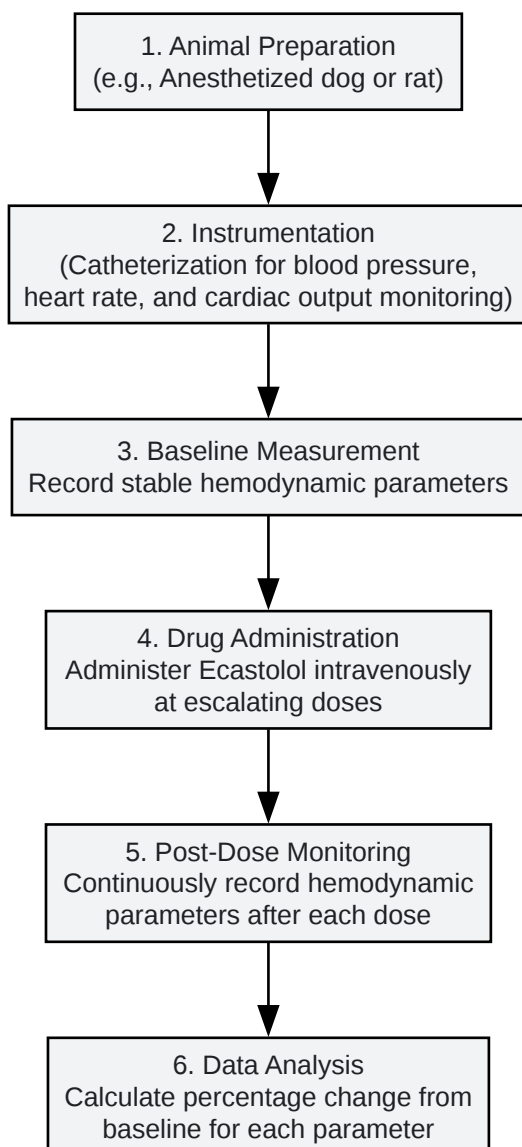 1. Animal Preparation
(e.g., Anesthetized dog or rat)
2. Instrumentation
(Catheterization for blood pressure,
heart rate, and cardiac output monitoring)
3. Baseline Measurement
Record stable hemodynamic parameters
4. Drug Administration
Administer Ecastolol intravenously
at escalating doses
5. Post-Dose Monitoring
Continuously record hemodynamic
parameters after each dose
6. Data Analysis
Calculate percentage change from
baseline for each parameter